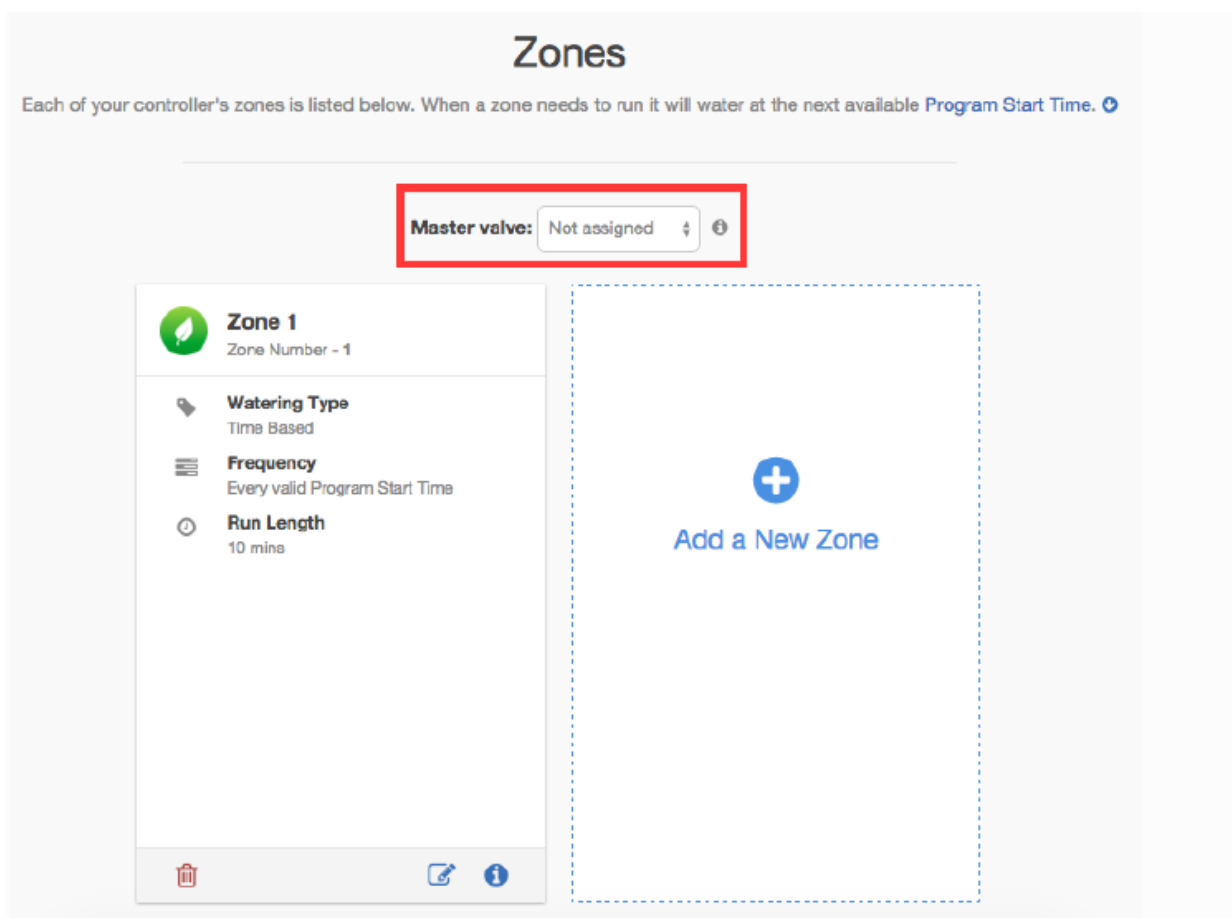 Zones
Each of your controller's zones is listed below. When a zone needs to run it will water at the next available Program Start Time.
Master valve: Not assigned
Zone 1
Zone Number - 1
Watering Type
Time Based
Frequency
Every valid Program Start Time
Run Length
10 mins
Add a New Zone